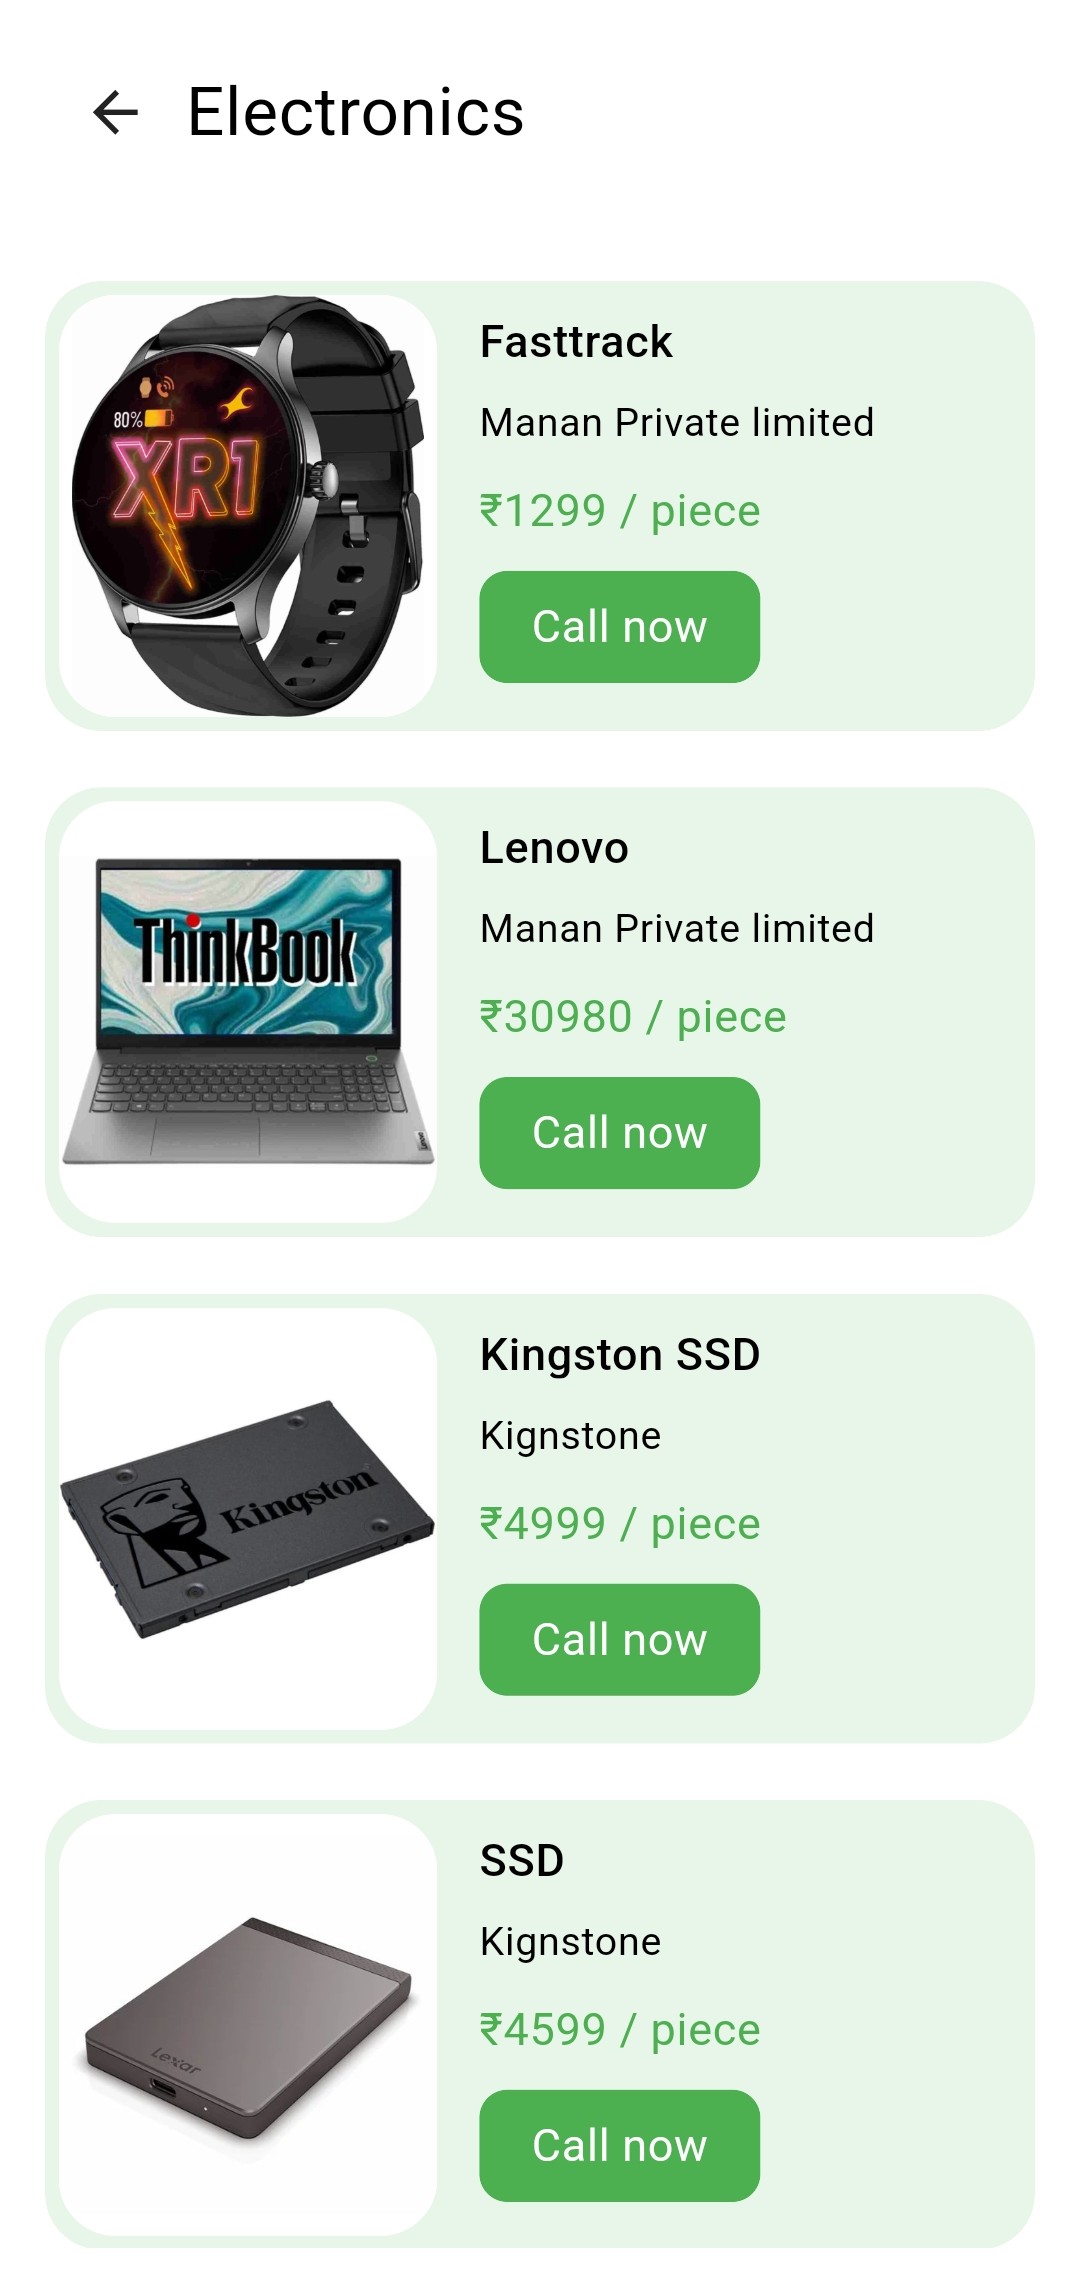 Electronics
80%
XR1
Fasttrack
Manan Private limited
₹1299 / piece
Call now
ThinkBook
Lenovo
Lenovo
Manan Private limited
₹30980 / piece
Call now
Kingston
Kingston SSD
Kignstone
₹4999 / piece
Call now
Lexar
SSD
Kignstone
₹4599 / piece
Call now